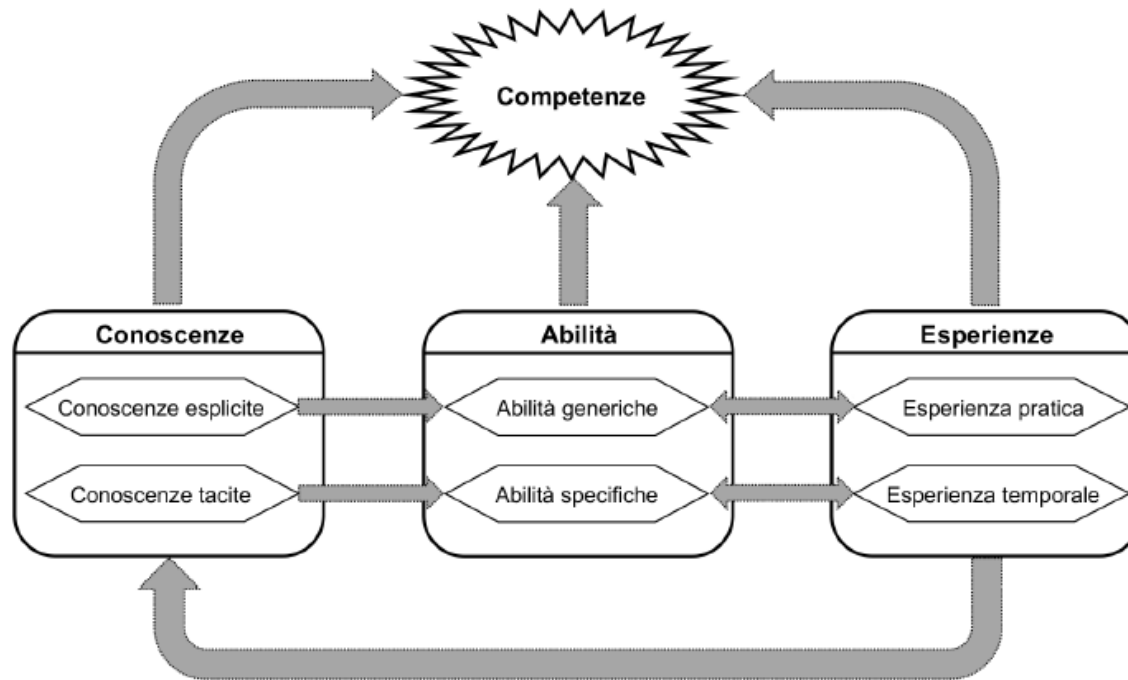 Competenze
Conoscenze
Abilità
Esperienze
Conoscenze esplicite
Abilità generiche
Esperienza pratica
Conoscenze tacite
Abilità specifiche
Esperienza temporale